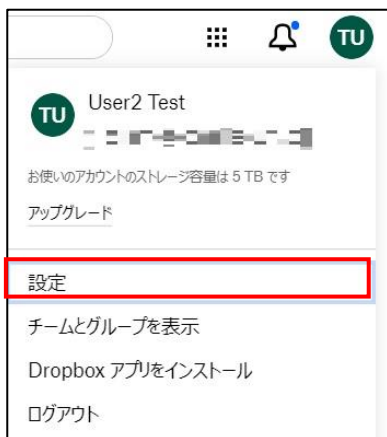 TU
TU
User2 Test
お使いのアカウントのストレージ容量は 5 TB です
アップグレード
設定
チームとグループを表示
Dropbox アプリをインストール
ログアウト